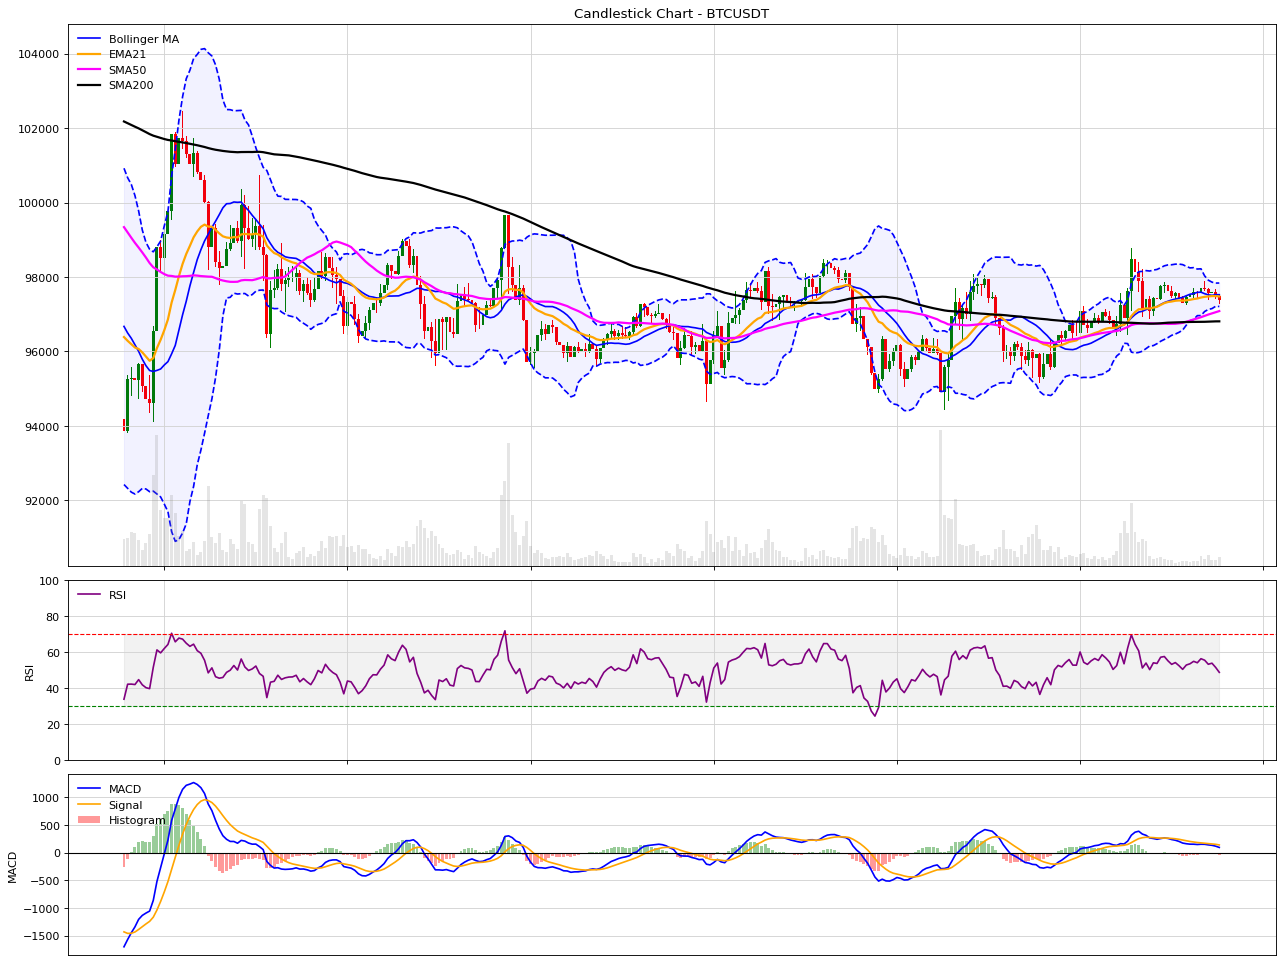 Candlestick Chart - BTCUSDT
Bollinger MA
EMA21
SMA50
SMA200
104000
102000
100000
98000
96000
94000
92000
RSI
100
80
60
40
20
0
RSI
MACD
Signal
Histogram
1000
500
0
−500
−1000
−1500
MACD